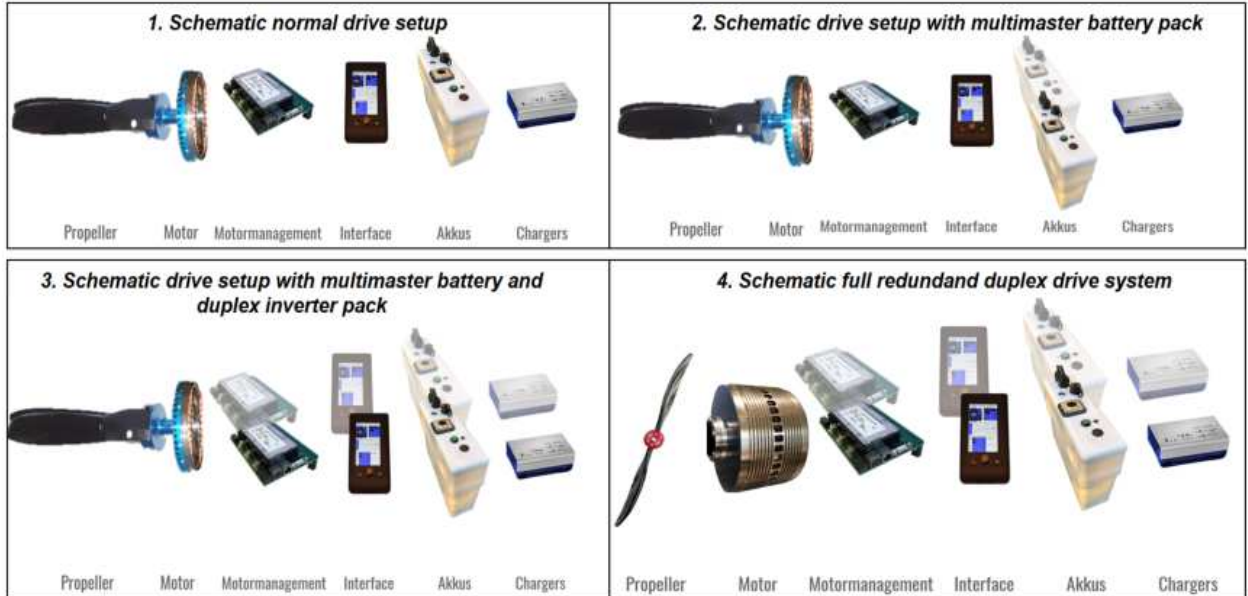 1. Schematic normal drive setup
Propeller Motor Motormanagement Interface Akkus Chargers
2. Schematic drive setup with multimaster battery pack
Propeller Motor Motormanagement Interface Akkus Chargers
3. Schematic drive setup with multimaster battery and
duplex inverter pack
Propeller Motor Motormanagement Interface Akkus Chargers
4. Schematic full redundand duplex drive system
Propeller Motor Motormanagement Interface Akkus Chargers